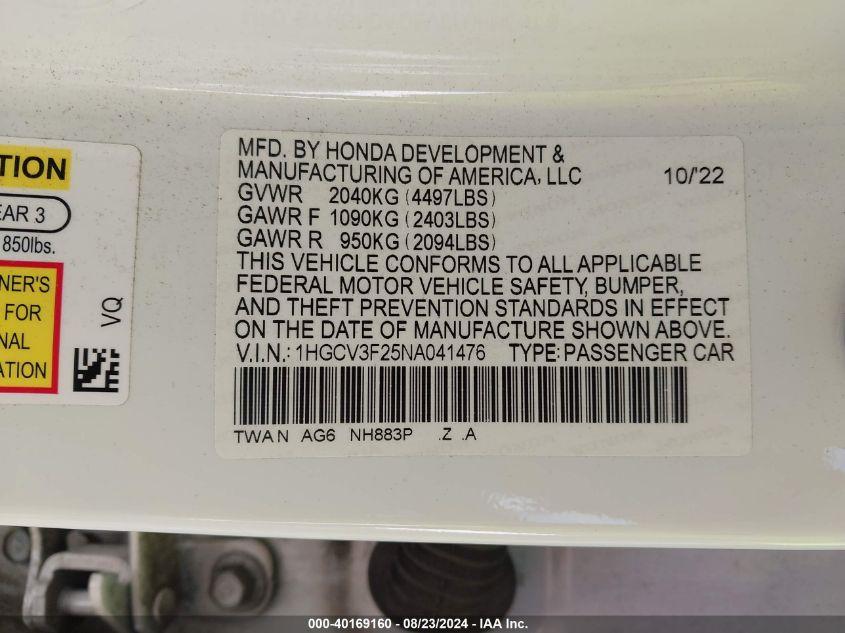 TION
EAR 3
850lbs.
NER'S
FOR
NAL
ATION
VQ
MFD. BY HONDA DEVELOPMENT &
MANUFACTURING OF AMERICA, LLC 10/'22
GVWR 2040KG (4497LBS)
GAWR F 1090KG (2403LBS)
GAWR R 950KG (2094LBS)
THIS VEHICLE CONFORMS TO ALL APPLICABLE
FEDERAL MOTOR VEHICLE SAFETY, BUMPER,
AND THEFT PREVENTION STANDARDS IN EFFECT
ON THE DATE OF MANUFACTURE SHOWN ABOVE.
V.I.N.: 1HGCV3F25NA041476 TYPE: PASSENGER CAR
TWA N AG6 NH883P .Z .A
000-40169160 - 08/23/2024 - IAA Inc.